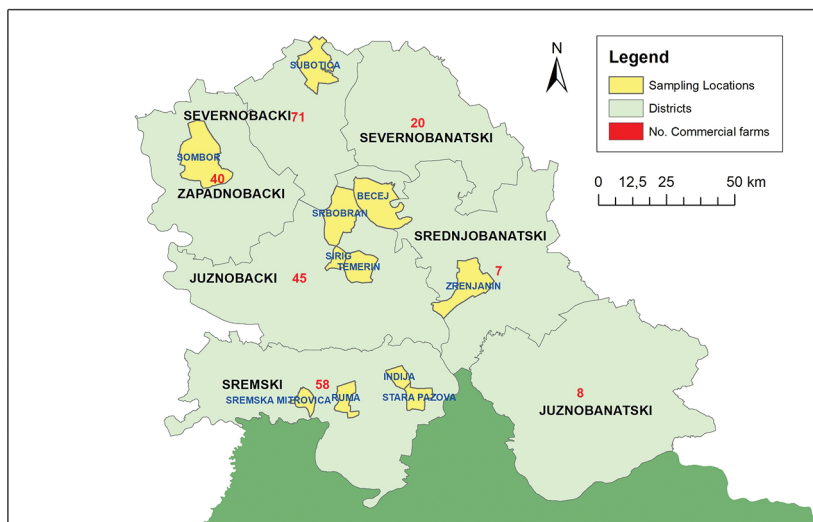 SUBOTICA
N
Legend
Sampling Locations
Districts
No. Commercial farms
0 12,5 25 50 km
SEVERNOBACKI 71
20
SEVERNOBANATSKI
SOMBOR
40
ZAPADNOBACKI
BECEJ
SRBOBRAN
SREDNJOBANATSKI
SIRIG
TEMERIN
JUZNOBACKI 45
7
ZRENJANIN
INDIJA
SREMSKI 58
SREMSKA MITROVICA RUMA STARA PAZOVA
8
JUZNOBANATSKI